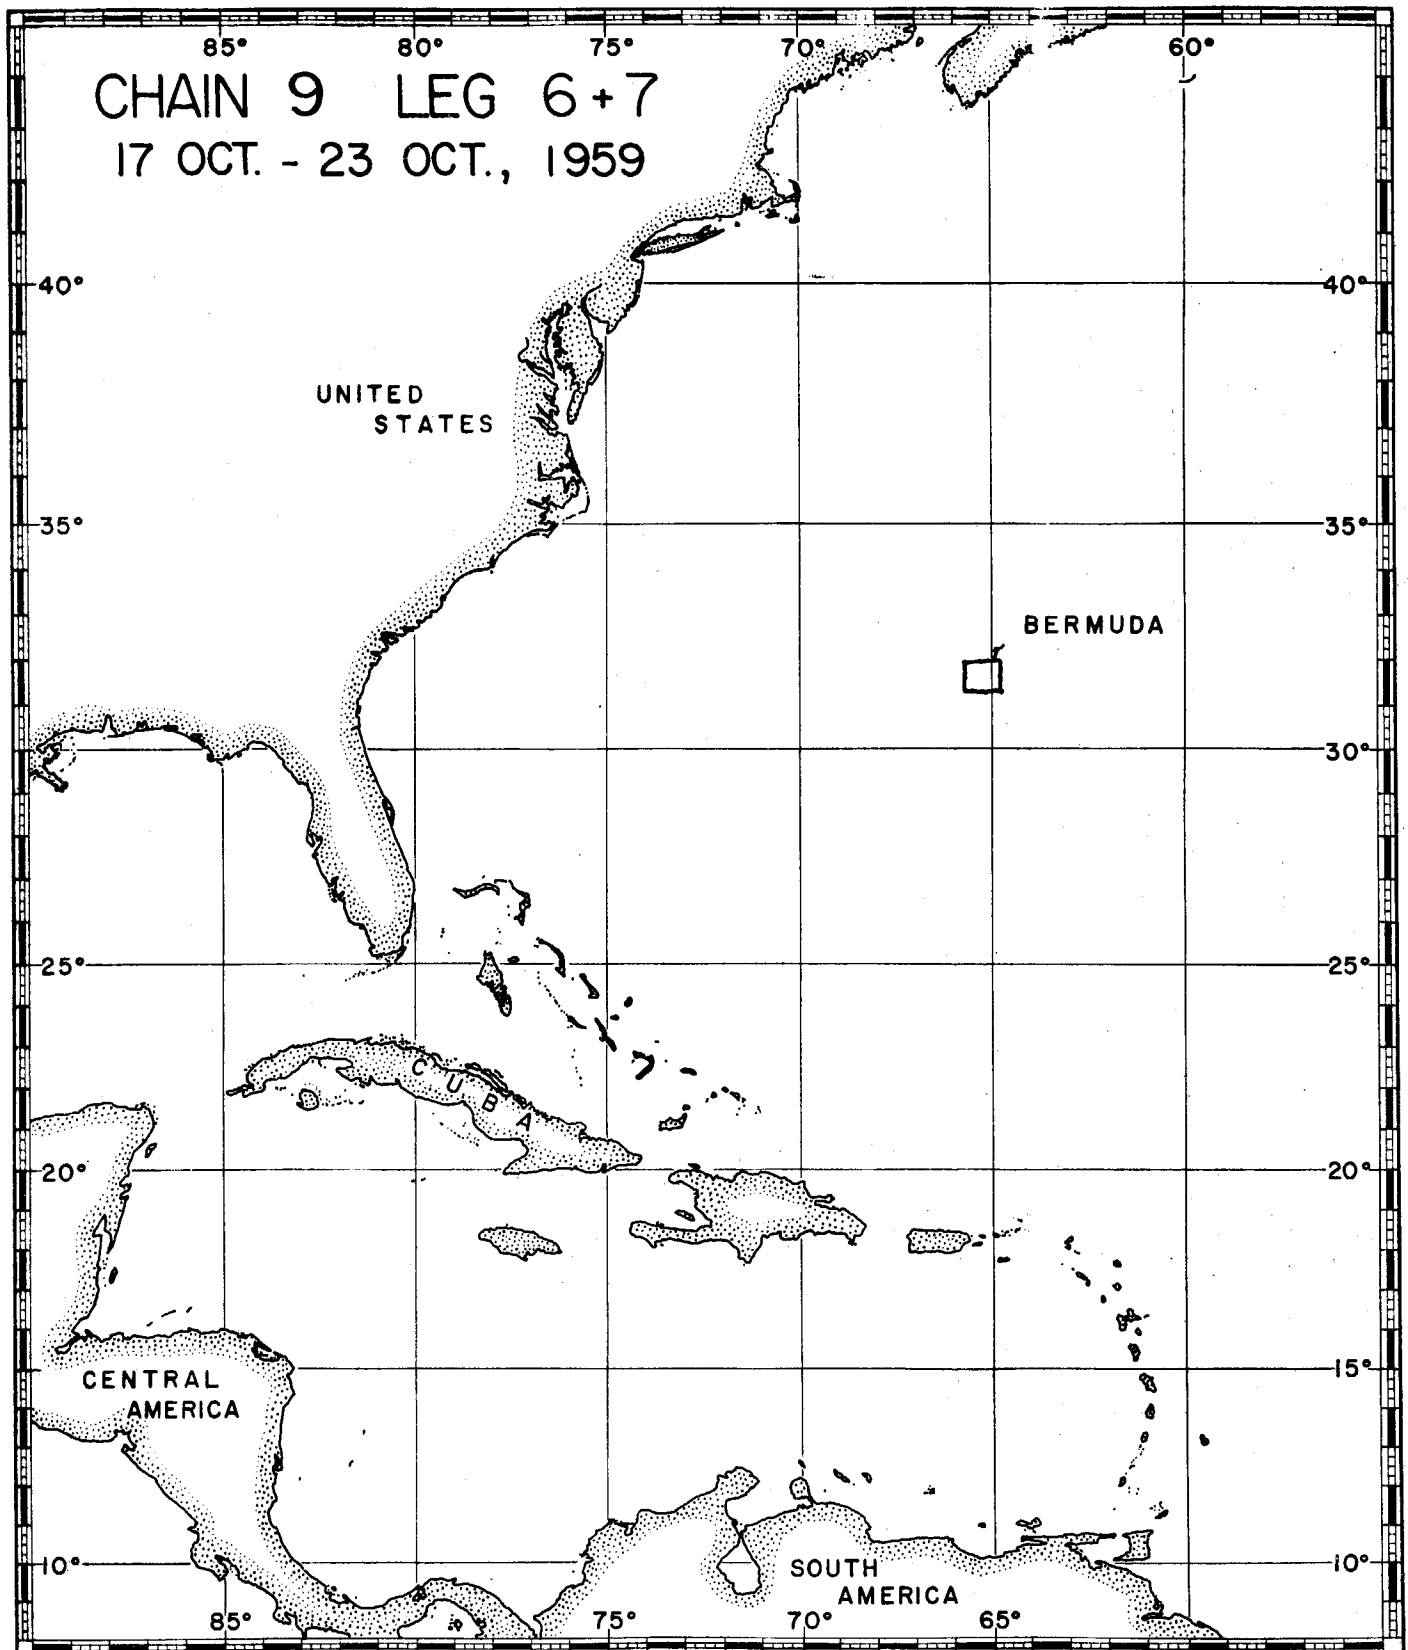 85° 80° 75° 70° 60°
CHAIN 9 LEG 6+7
17 OCT. - 23 OCT., 1959
40° 40°
UNITED
STATES
35° 35°
BERMUDA
30°
25° 25°
CUBA
20° 20°
15°
CENTRAL
AMERICA
10° 10°
SOUTH
AMERICA
85° 75° 70° 65°